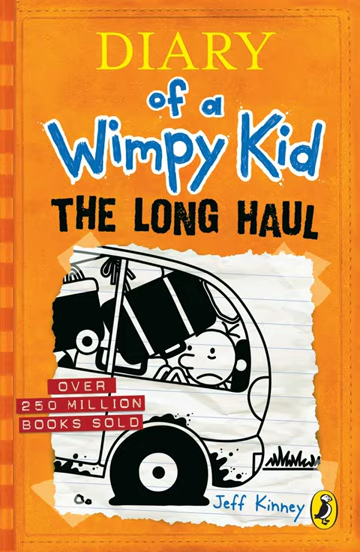 DIARY
of a
Wimpy Kid
THE LONG HAUL
OVER
250 MILLION
BOOKS SOLD
Jeff Kinney